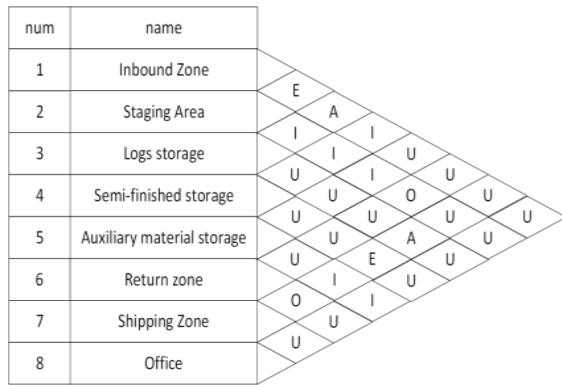 num name
1 Inbound Zone
E
2 Staging Area A
I I
3 Logs storage I U
U I U
4 Semi-finished storage U O U
U U U U
5 Auxiliary material storage U A U
U E U
6 Return zone I U
O I
7 Shipping Zone U
U
8 Office